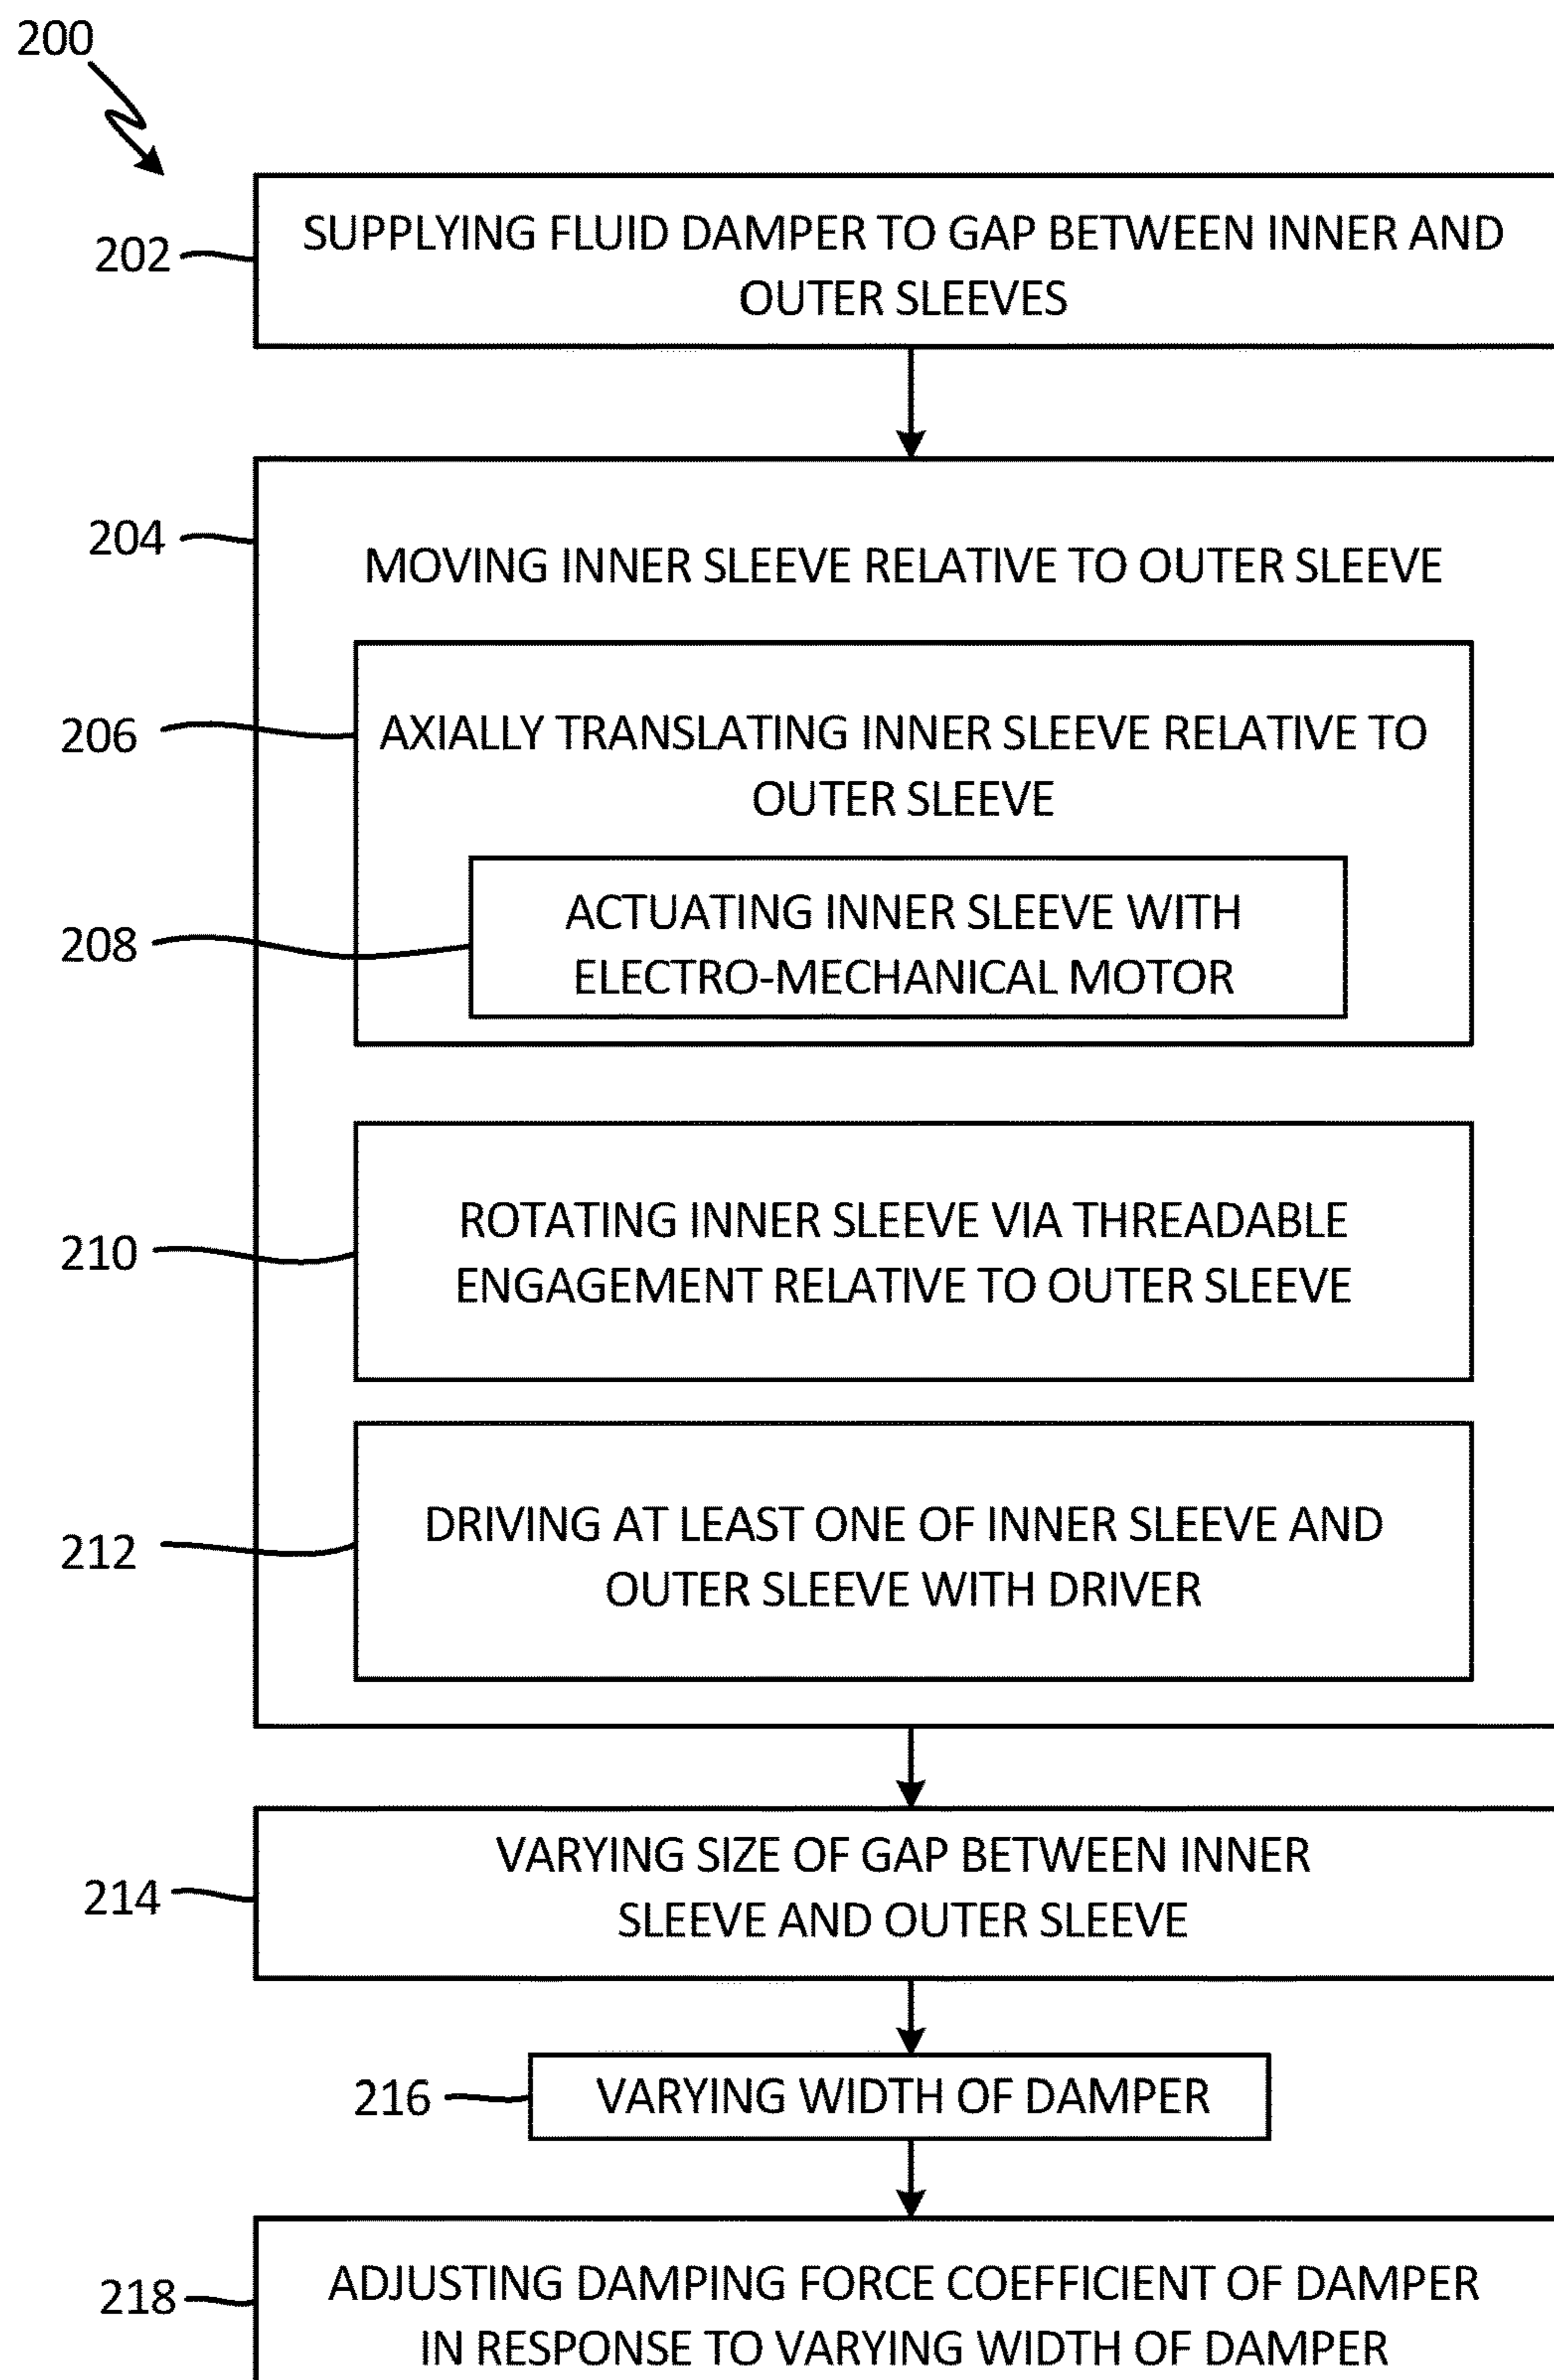 200
202
SUPPLYING FLUID DAMPER TO GAP BETWEEN INNER AND
OUTER SLEEVES
204
MOVING INNER SLEEVE RELATIVE TO OUTER SLEEVE
206
AXIALLY TRANSLATING INNER SLEEVE RELATIVE TO
OUTER SLEEVE
208
ACTUATING INNER SLEEVE WITH
ELECTRO-MECHANICAL MOTOR
210
ROTATING INNER SLEEVE VIA THREADABLE
ENGAGEMENT RELATIVE TO OUTER SLEEVE
212
DRIVING AT LEAST ONE OF INNER SLEEVE AND
OUTER SLEEVE WITH DRIVER
214
VARYING SIZE OF GAP BETWEEN INNER
SLEEVE AND OUTER SLEEVE
216
VARYING WIDTH OF DAMPER
218
ADJUSTING DAMPING FORCE COEFFICIENT OF DAMPER
IN RESPONSE TO VARYING WIDTH OF DAMPER